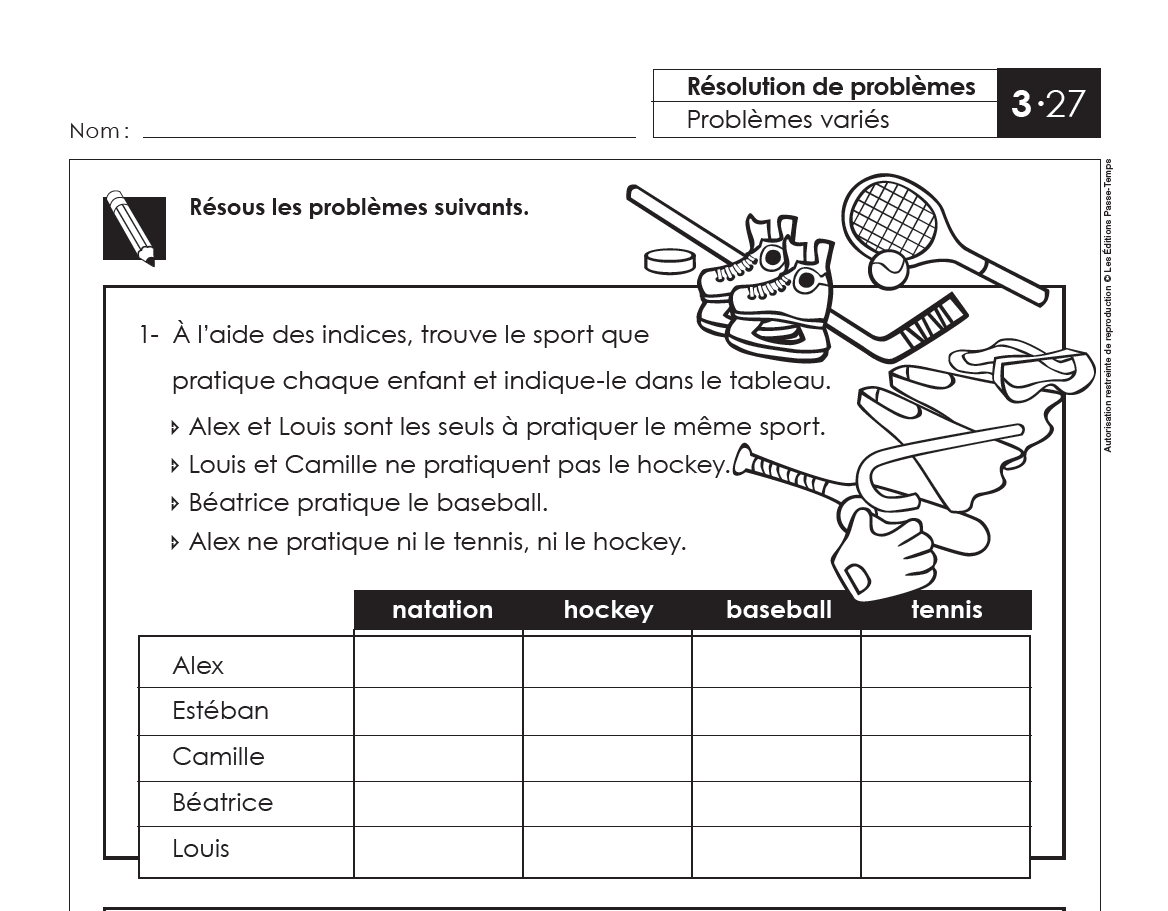 Résolution de problèmes
3·27
Problèmes variés
Nom :
Autorisation restreinte de reproduction © Les Éditions Passe-Temps
Résous les problèmes suivants.
1- À l'aide des indices, trouve le sport que
pratique chaque enfant et indique-le dans le tableau.
Alex et Louis sont les seuls à pratiquer le même sport.
Louis et Camille ne pratiquent pas le hockey.
Béatrice pratique le baseball.
Alex ne pratique ni le tennis, ni le hockey.
natation hockey baseball tennis
Alex
Estéban
Camille
Béatrice
Louis